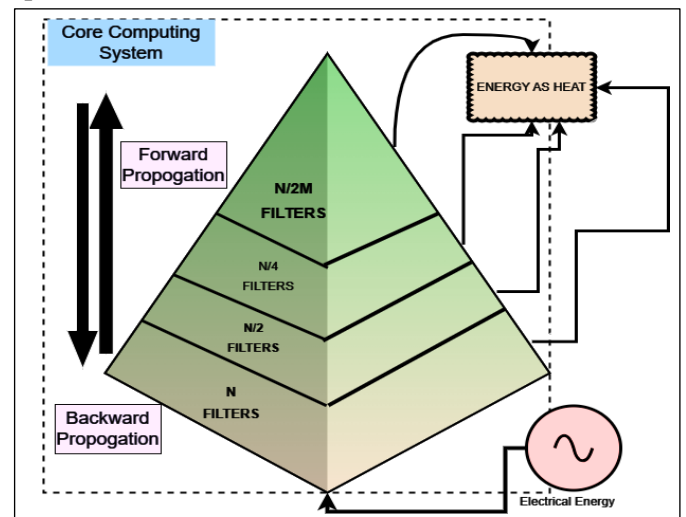 Core Computing
System
ENERGY AS HEAT
Forward
Propogation
N/2M
FILTERS
N/4
FILTERS
N/2
FILTERS
N
FILTERS
Backward
Propogation
Electrical Energy